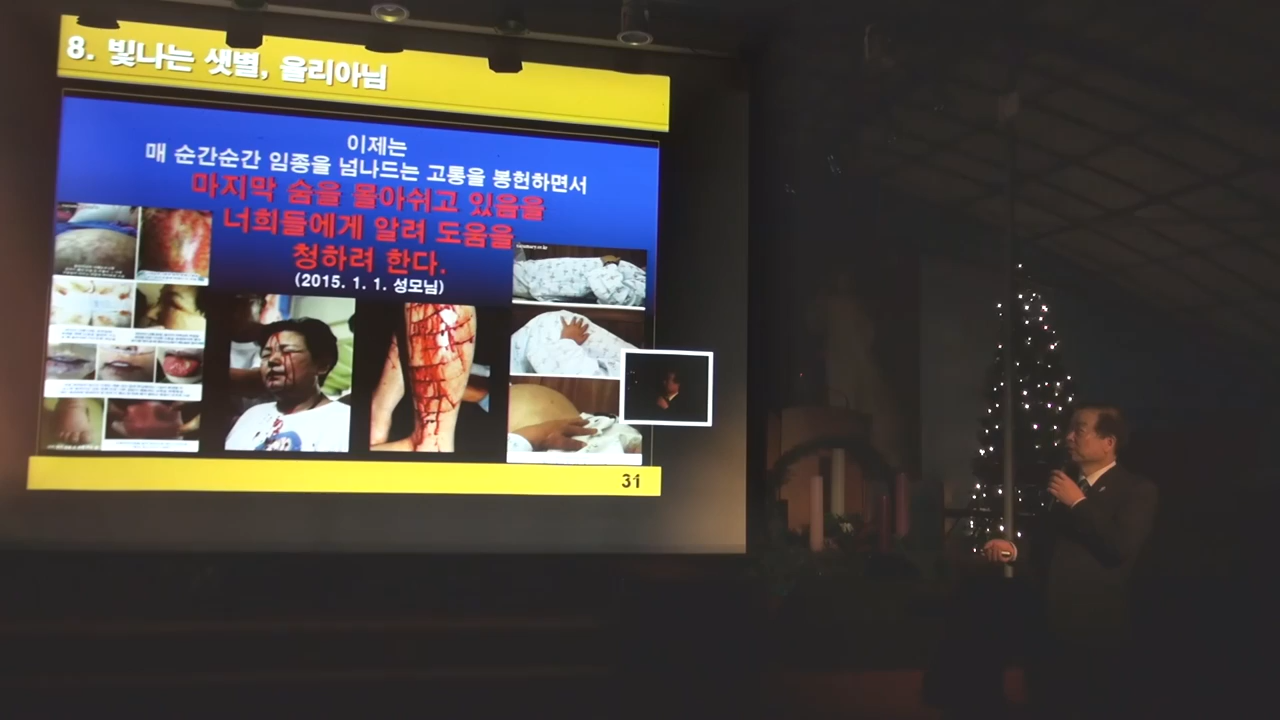 8. 빛나는 샛별, 율리아님
이제는
매 순간순간 임종을 넘나드는 고통을 봉헌하면서
마지막 숨을 몰아쉬고 있음을
너희들에게 알려 도움을
청하려 한다.
(2015. 1. 1. 성모님)
31